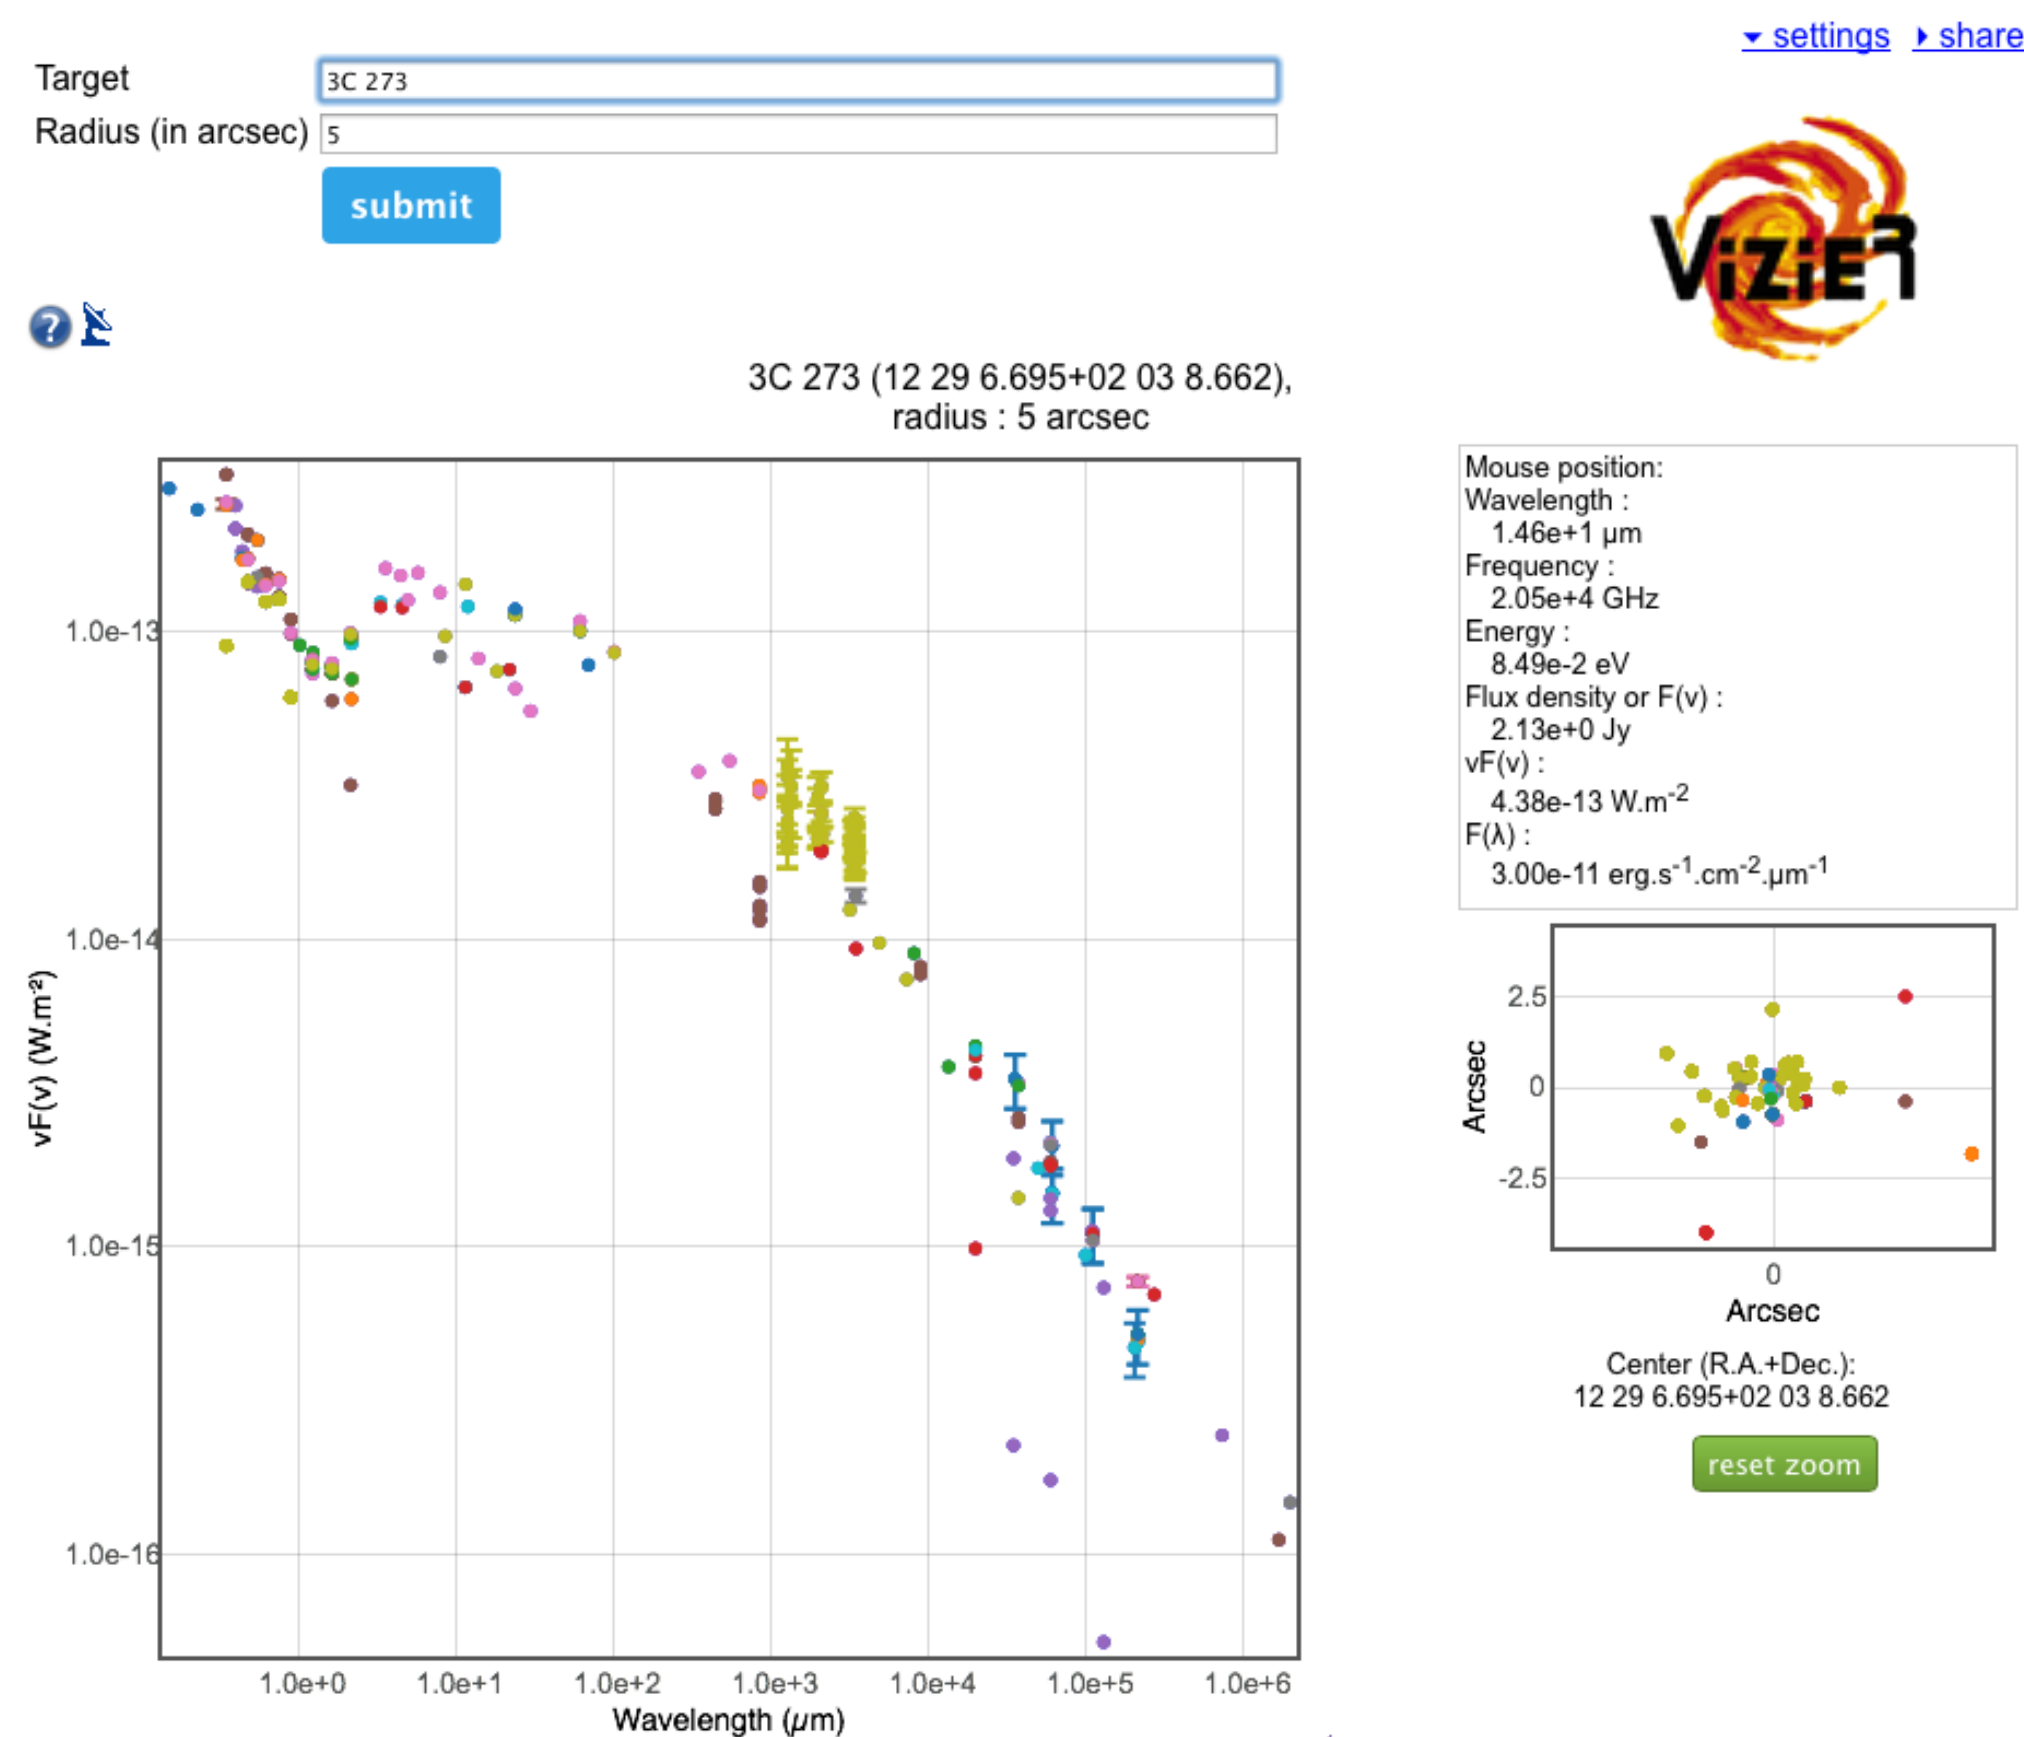 settings share
Target 3C 273
Radius (in arcsec) 5
submit
ViZiER
?
3C 273 (12 29 6.695+02 03 8.662),
radius : 5 arcsec
νF(ν) (W.m⁻²)
1.0e-13
1.0e-14
1.0e-15
1.0e-16
1.0e+0 1.0e+1 1.0e+2 1.0e+3 1.0e+4 1.0e+5 1.0e+6
Wavelength (μm)
Mouse position:
Wavelength :
1.46e+1 μm
Frequency :
2.05e+4 GHz
Energy :
8.49e-2 eV
Flux density or F(ν) :
2.13e+0 Jy
νF(ν) :
4.38e-13 W.m⁻²
F(λ) :
3.00e-11 erg.s⁻¹.cm⁻².μm⁻¹
Arcsec
2.5
0
-2.5
0
Arcsec
Center (R.A.+Dec.):
12 29 6.695+02 03 8.662
reset zoom